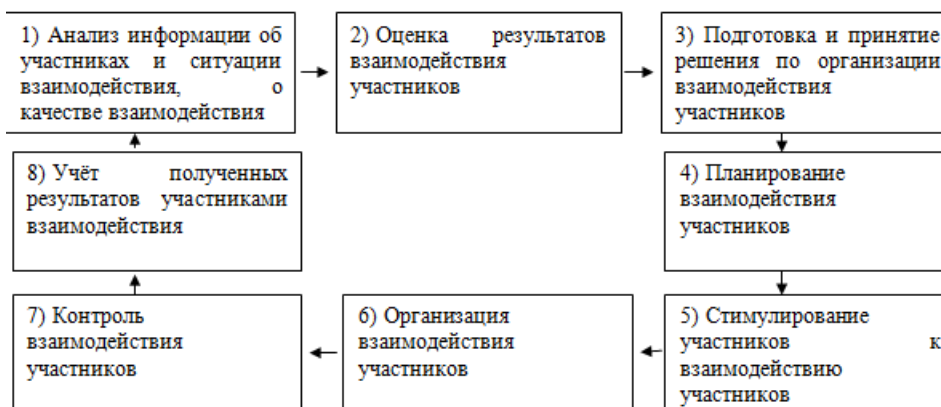 1) Анализ информации об
участниках и ситуации
взаимодействия, о
качестве взаимодействия
2) Оценка результатов
взаимодействия
участников
3) Подготовка и принятие
решения по организации
взаимодействия
участников
4) Планирование
взаимодействия
участников
5) Стимулирование
участников к
взаимодействию
участников
6) Организация
взаимодействия
участников
7) Контроль
взаимодействия
участников
8) Учёт полученных
результатов участниками
взаимодействия